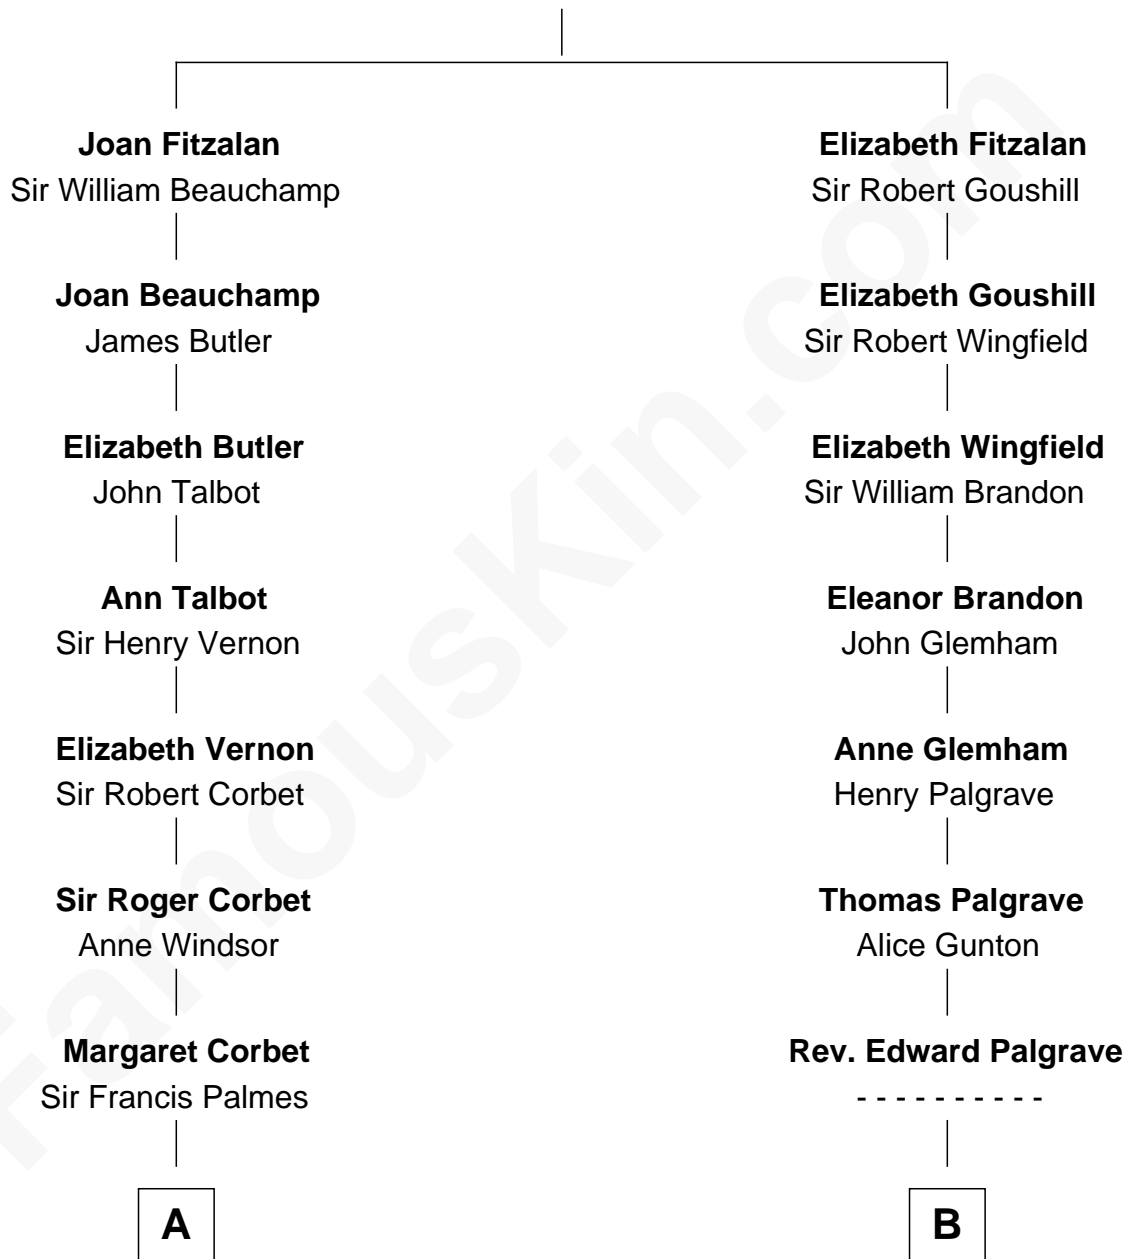 Joan Fitzalan
Sir William Beauchamp
Joan Beauchamp
James Butler
Elizabeth Butler
John Talbot
Ann Talbot
Sir Henry Vernon
Elizabeth Vernon
Sir Robert Corbet
Sir Roger Corbet
Anne Windsor
Margaret Corbet
Sir Francis Palmes
A
Elizabeth Fitzalan
Sir Robert Goushill
Elizabeth Goushill
Sir Robert Wingfield
Elizabeth Wingfield
Sir William Brandon
Eleanor Brandon
John Glemham
Anne Glemham
Henry Palgrave
Thomas Palgrave
Alice Gunton
Rev. Edward Palgrave
- - - - - - - - - -
B
FamousKin.com